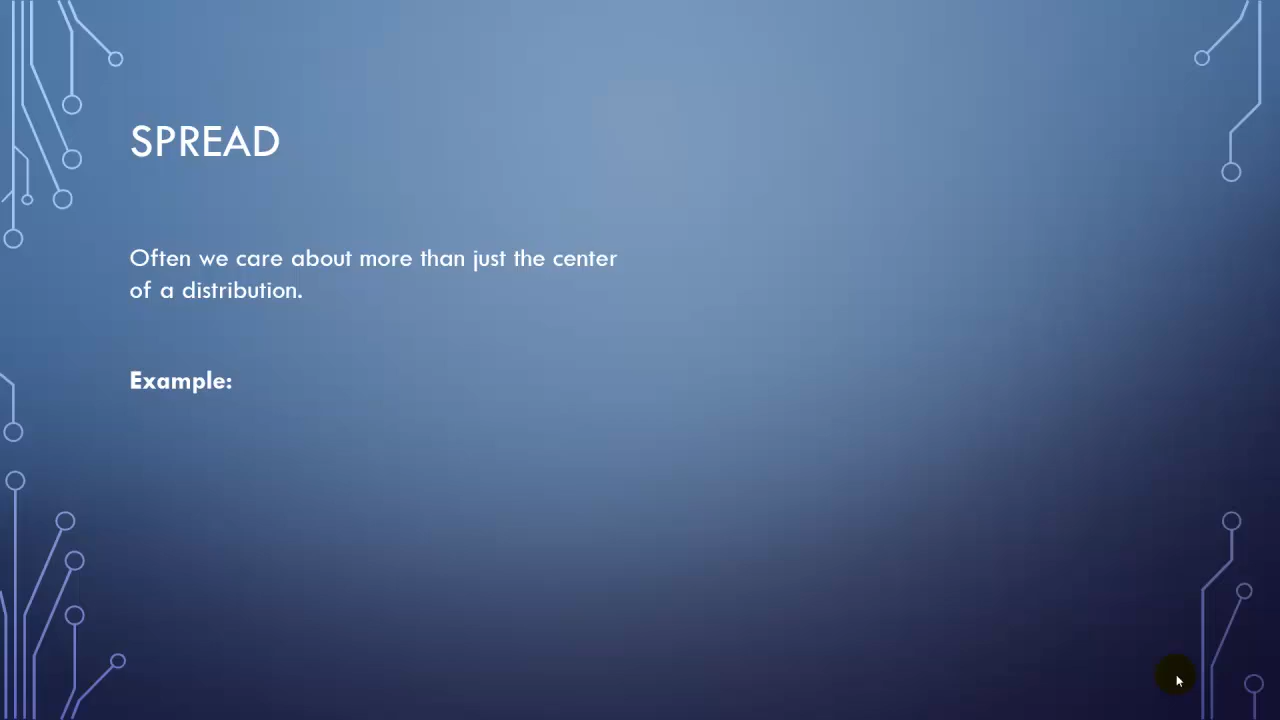 SPREAD
Often we care about more than just the center
of a distribution.
Example: